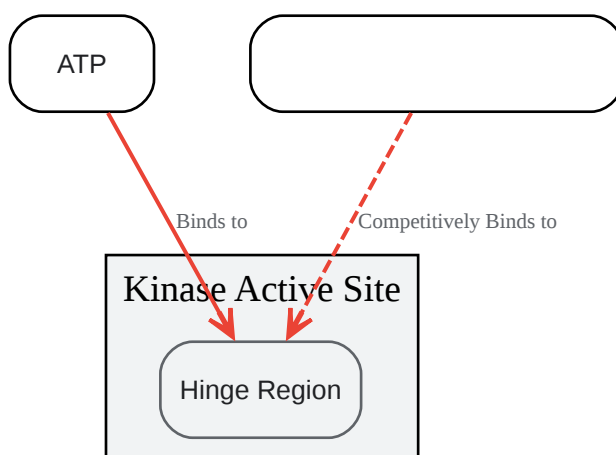 ATP
Binds to
Competitively Binds to
Kinase Active Site
Hinge Region